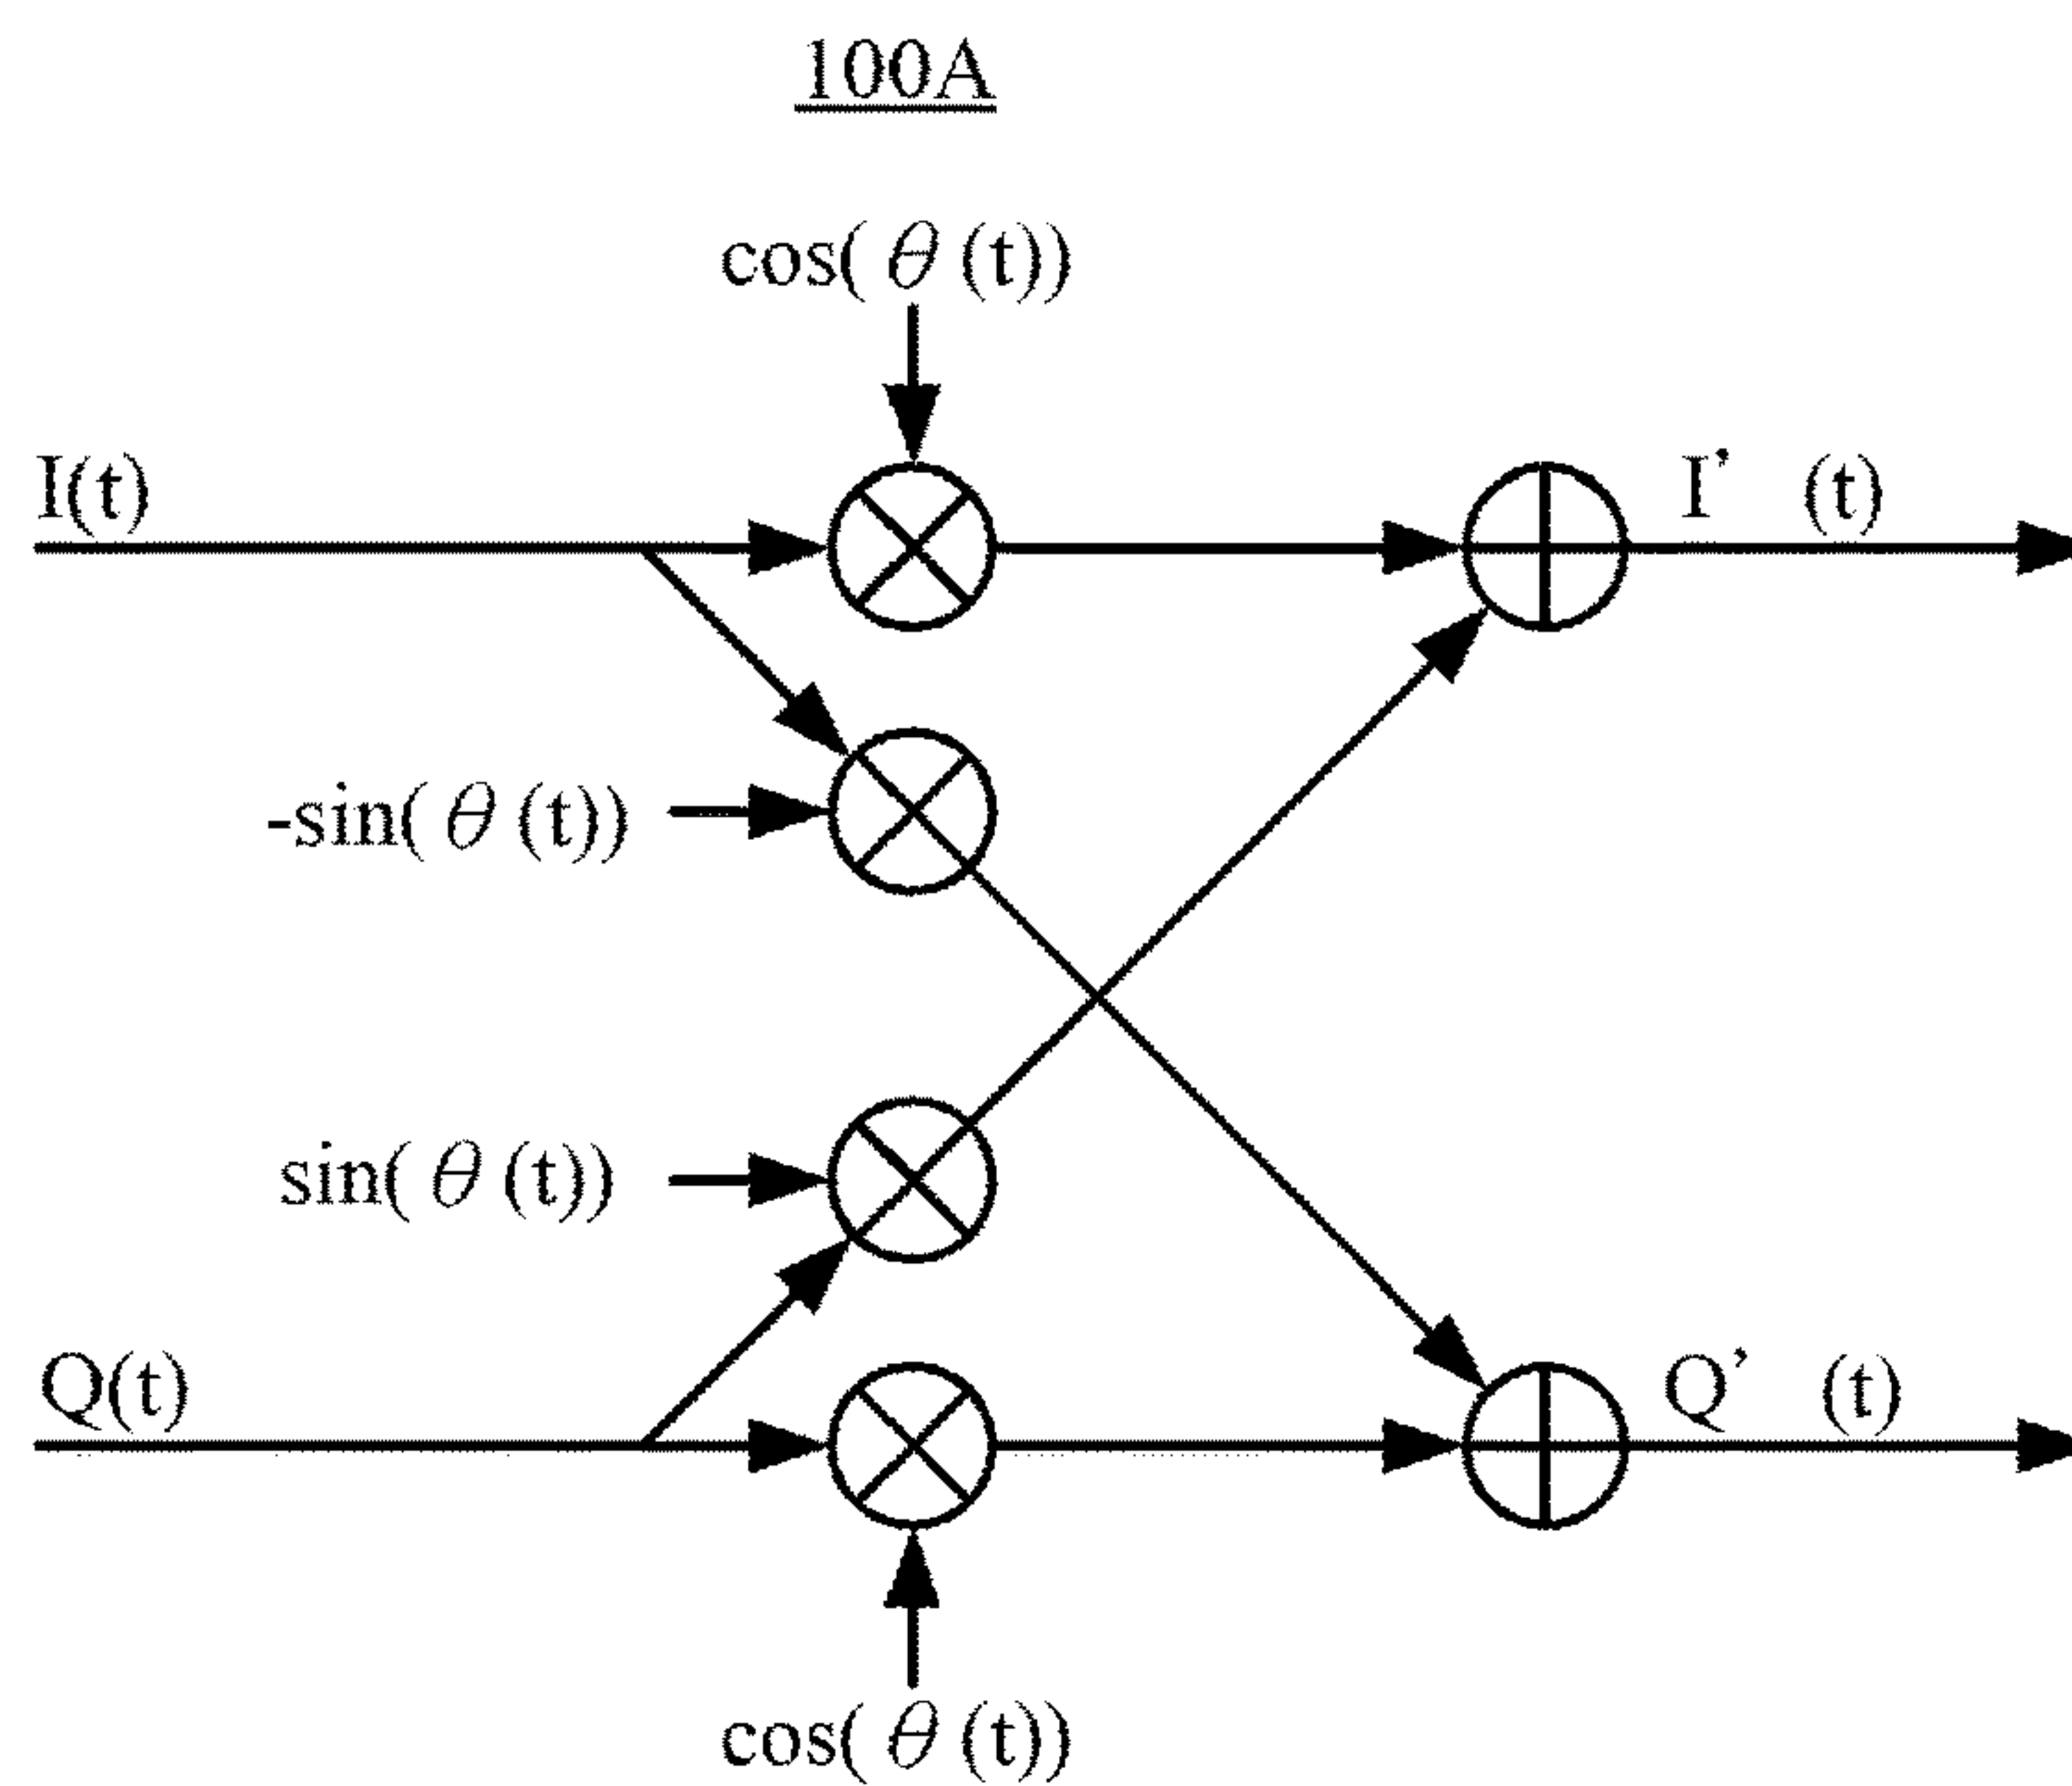 100A
cos(θ(t))
I(t)
I’ (t)
-sin(θ(t))
sin(θ(t))
Q(t)
Q’ (t)
cos(θ(t))